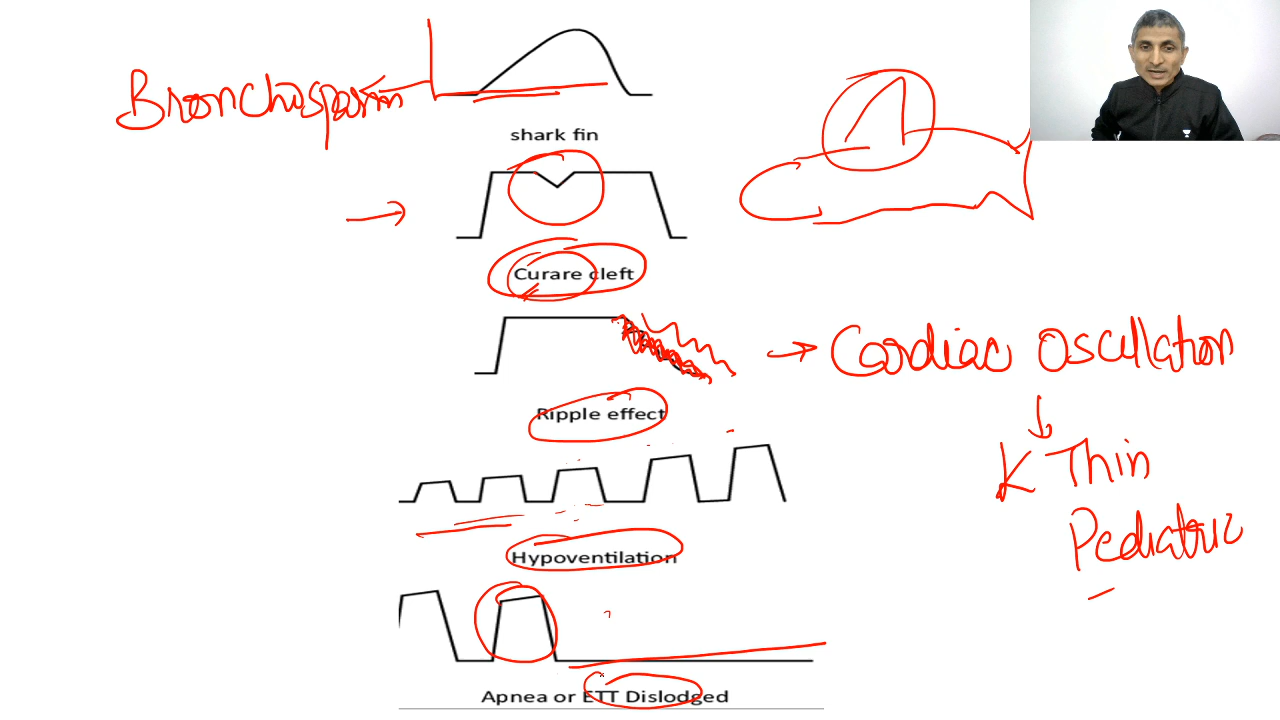 Bronchospasm
shark fin
Curare cleft
Cardiac Oscillation
Ripple effect
K Thin
Pediatric
Hypoventilation
Apnea or ETT Dislodged